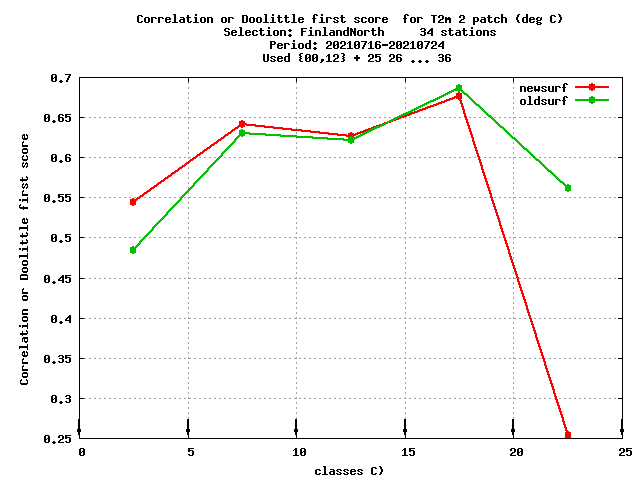 Correlation or Doolittle first score  for T2m 2 patch (deg C)
Selection: FinlandNorth     34 stations
Period: 20210716-20210724
Used {00,12} + 25 26 ... 36
newsurf
oldsurf
Correlation or Doolittle first score
0.7
0.65
0.6
0.55
0.5
0.45
0.4
0.35
0.3
0.25
0 5 10 15 20 25
classes C)